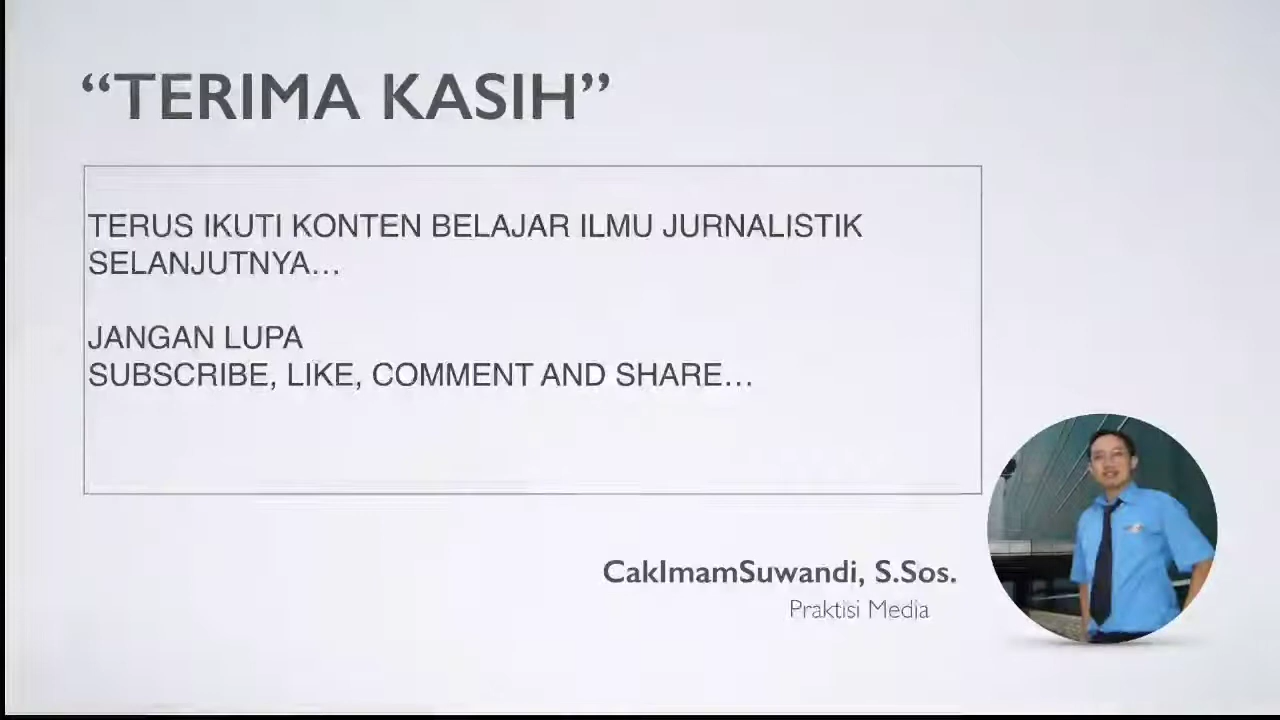 “TERIMA KASIH”
TERUS IKUTI KONTEN BELAJAR ILMU JURNALISTIK
SELANJUTNYA…
JANGAN LUPA
SUBSCRIBE, LIKE, COMMENT AND SHARE…
CakImamSuwandi, S.Sos.
Praktisi Media